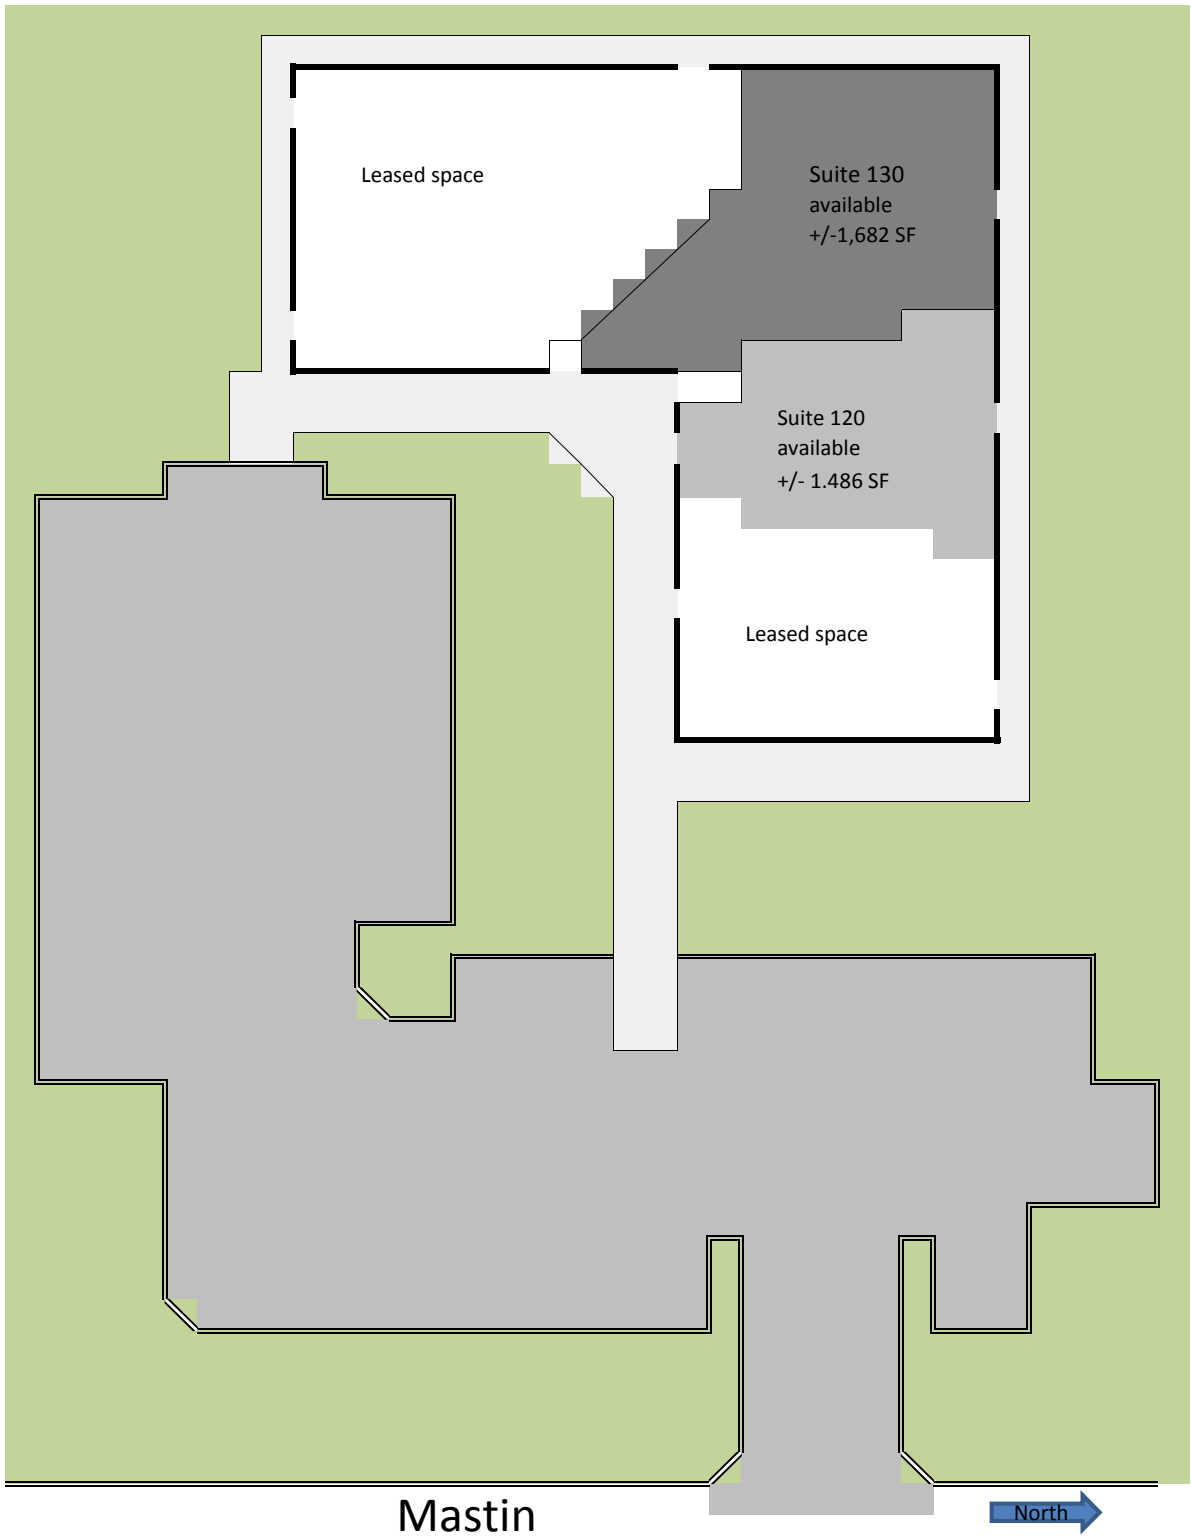 Leased space
Suite 130
available
+/-1,682 SF
Suite 120
available
+/- 1.486 SF
Leased space
Mastin
North